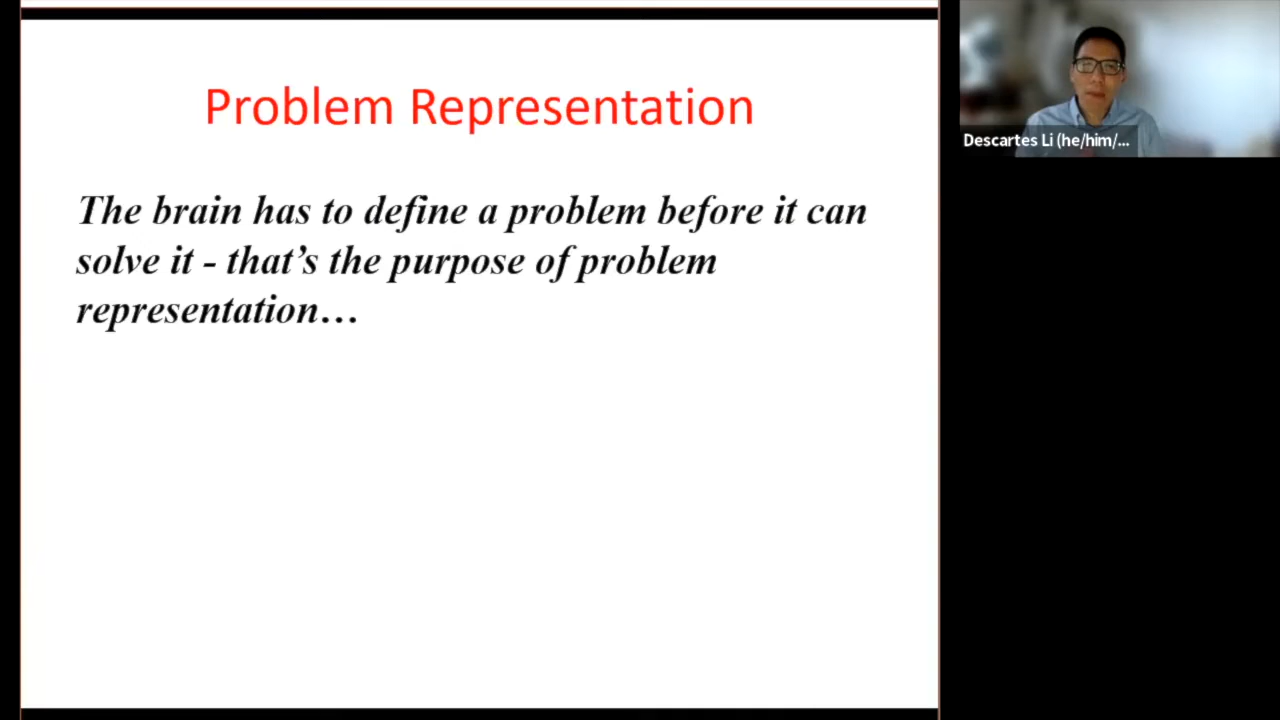 Problem Representation
The brain has to define a problem before it can
solve it - that’s the purpose of problem
representation…
Descartes Li (he/him/...